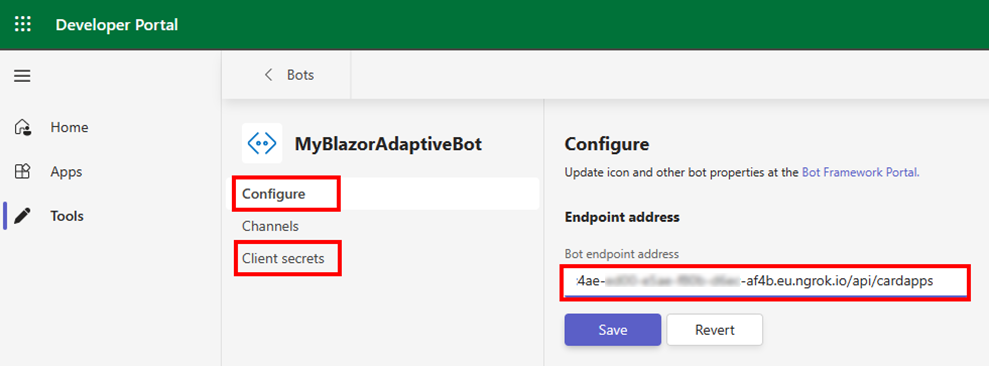 Developer Portal
Bots
Home
Apps
Tools
MyBlazorAdaptiveBot
Configure
Channels
Client secrets
Configure
Update icon and other bot properties at the Bot Framework Portal.
Endpoint address
Bot endpoint address
4ae- -af4b.eu.ngrok.io/api/cardapps
Save
Revert